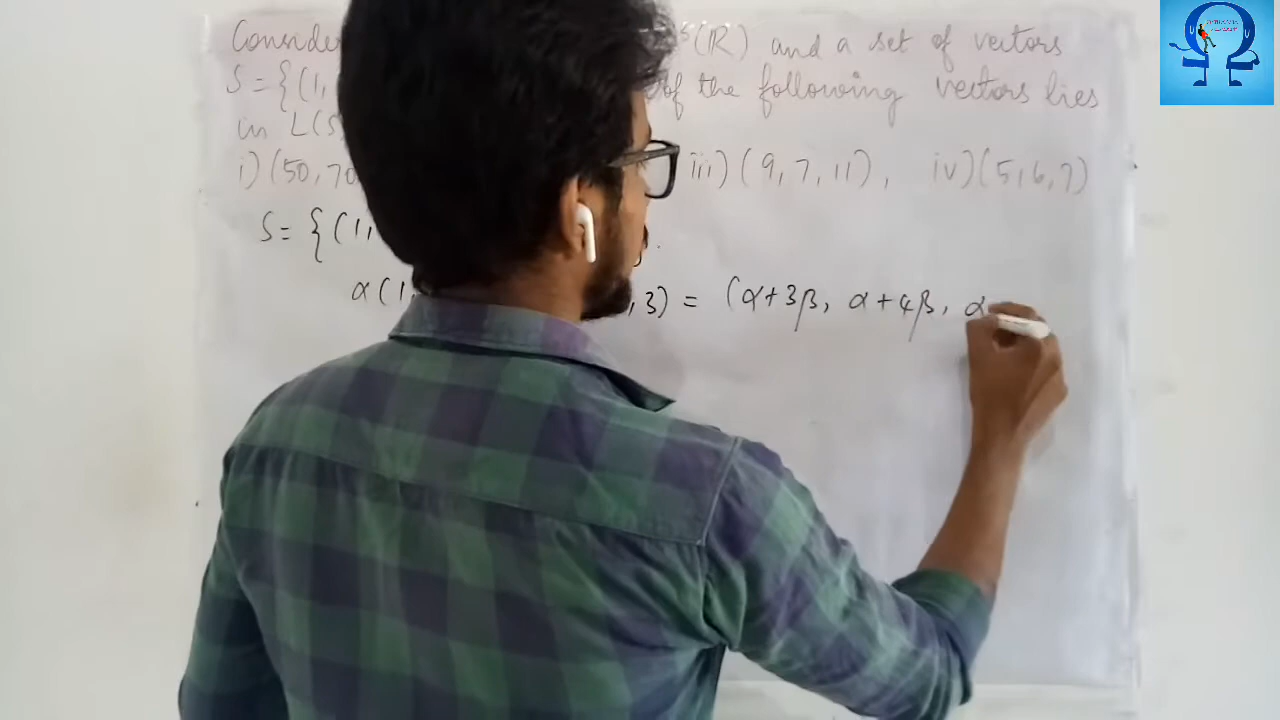 Consider (R) and a set of vectors
S = {(1, of the following vectors lies
in L(S
i) (50, 70 iii) (9, 7, 11), iv) (5, 6, 7)
S = {(1,
α(1, , 3) = (α+3β, α+4β, α